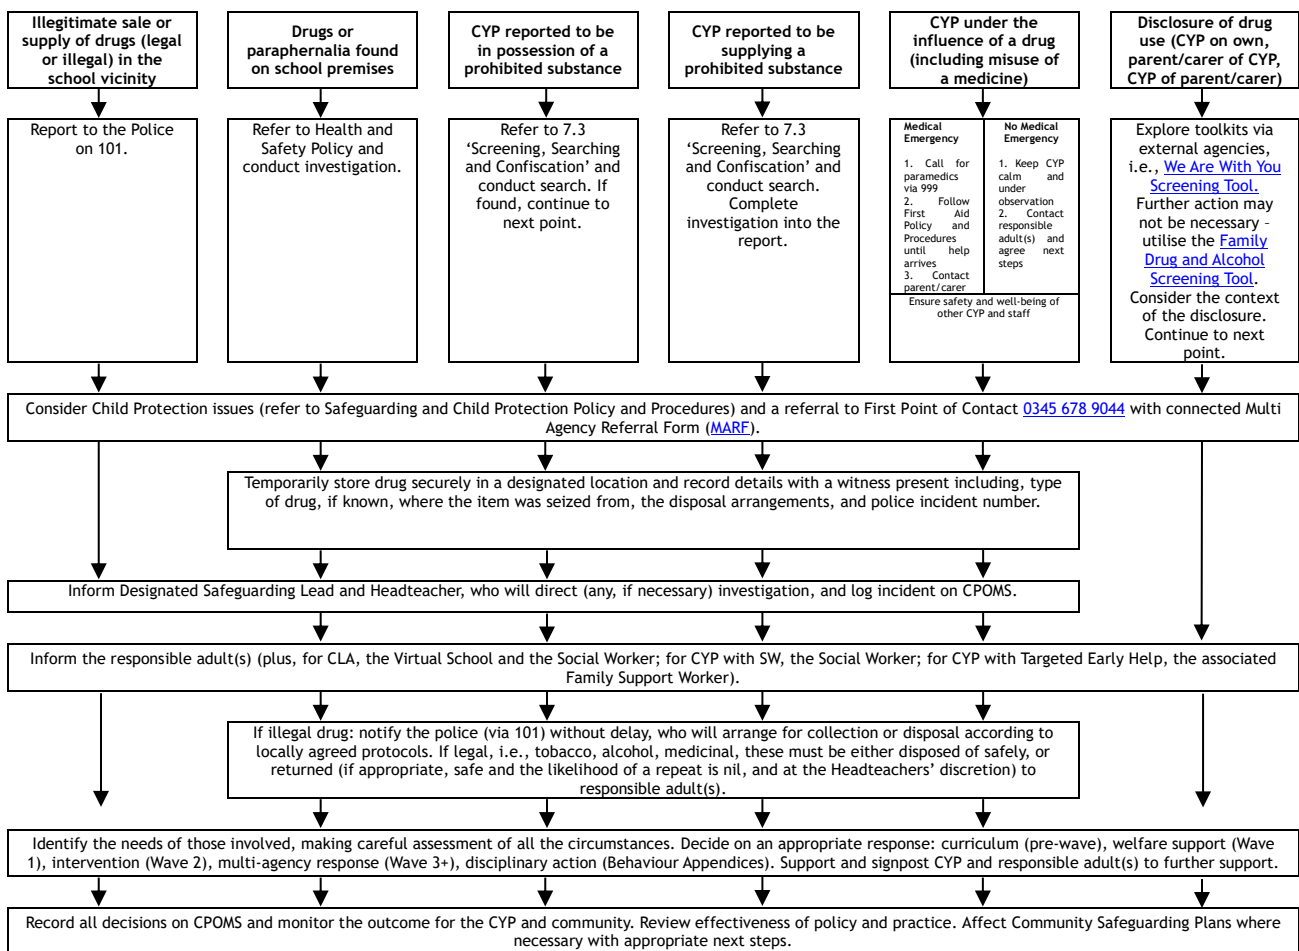 Illegitimate sale or
supply of drugs (legal
or illegal) in the
school vicinity
Drugs or
paraphernalia found
on school premises
CYP reported to be
in possession of a
prohibited substance
CYP reported to be
supplying a
prohibited substance
CYP under the
influence of a drug
(including misuse of
a medicine)
Disclosure of drug
use (CYP on own,
parent/carer of CYP,
CYP of parent/carer)
Report to the Police
on 101.
Refer to Health and
Safety Policy and
conduct investigation.
Refer to 7.3
‘Screening, Searching
and Confiscation’ and
conduct search. If
found, continue to
next point.
Refer to 7.3
‘Screening, Searching
and Confiscation’ and
conduct search.
Complete
investigation into the
report.
Medical
Emergency
1. Call for
paramedics
via 999
2. Follow
First Aid
Policy and
Procedures
until help
arrives
3. Contact
parent/carer
No Medical
Emergency
1. Keep CYP
calm and
under
observation
2. Contact
responsible
adult(s) and
agree next
steps
Ensure safety and well-being of
other CYP and staff
Explore toolkits via
external agencies,
i.e., We Are With You
Screening Tool.
Further action may
not be necessary –
utilise the Family
Drug and Alcohol
Screening Tool.
Consider the context
of the disclosure.
Continue to next
point.
Consider Child Protection issues (refer to Safeguarding and Child Protection Policy and Procedures) and a referral to First Point of Contact 0345 678 9044 with connected Multi
Agency Referral Form (MARF).
Temporarily store drug securely in a designated location and record details with a witness present including, type
of drug, if known, where the item was seized from, the disposal arrangements, and police incident number.
Inform Designated Safeguarding Lead and Headteacher, who will direct (any, if necessary) investigation, and log incident on CPOMS.
Inform the responsible adult(s) (plus, for CLA, the Virtual School and the Social Worker; for CYP with SW, the Social Worker; for CYP with Targeted Early Help, the associated
Family Support Worker).
If illegal drug: notify the police (via 101) without delay, who will arrange for collection or disposal according to
locally agreed protocols. If legal, i.e., tobacco, alcohol, medicinal, these must be either disposed of safely, or
returned (if appropriate, safe and the likelihood of a repeat is nil, and at the Headteachers’ discretion) to
responsible adult(s).
Identify the needs of those involved, making careful assessment of all the circumstances. Decide on an appropriate response: curriculum (pre-wave), welfare support (Wave
1), intervention (Wave 2), multi-agency response (Wave 3+), disciplinary action (Behaviour Appendices). Support and signpost CYP and responsible adult(s) to further support.
Record all decisions on CPOMS and monitor the outcome for the CYP and community. Review effectiveness of policy and practice. Affect Community Safeguarding Plans where
necessary with appropriate next steps.